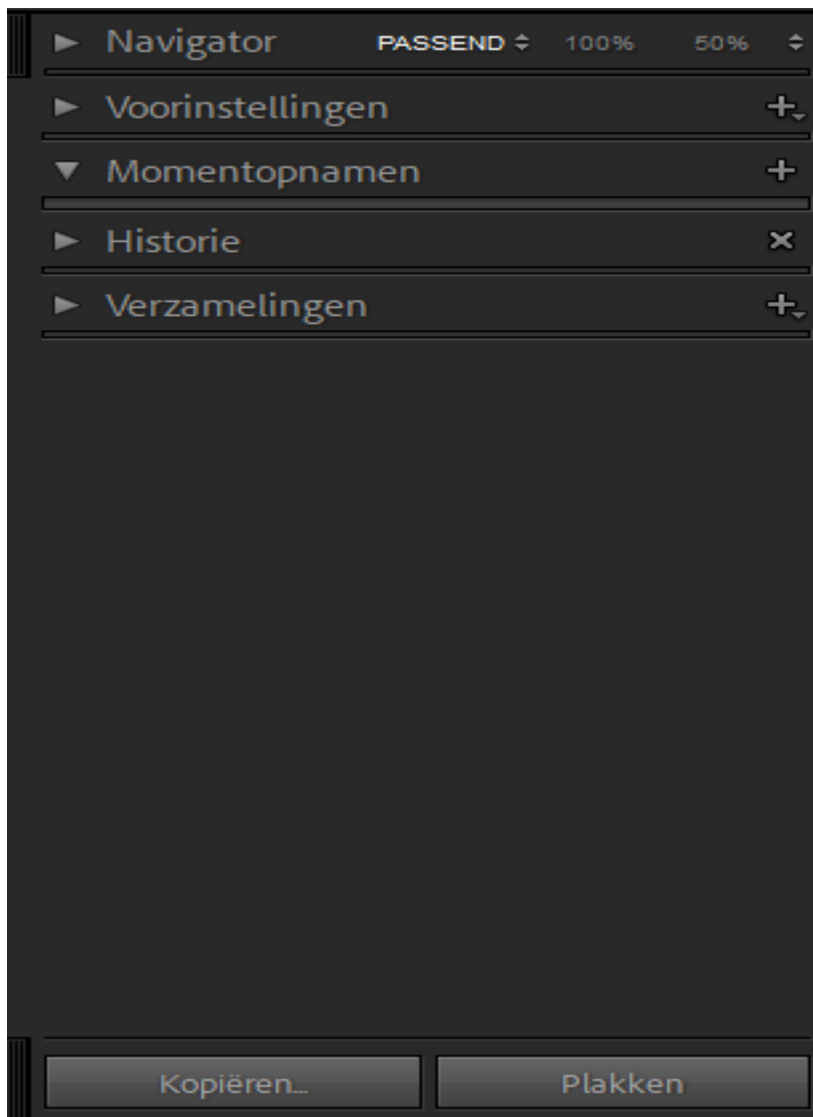 Navigator PASSEND 100% 50%
Voorinstellingen
Momentopnamen
Historie
Verzamelingen
Kopiëren... Plakken